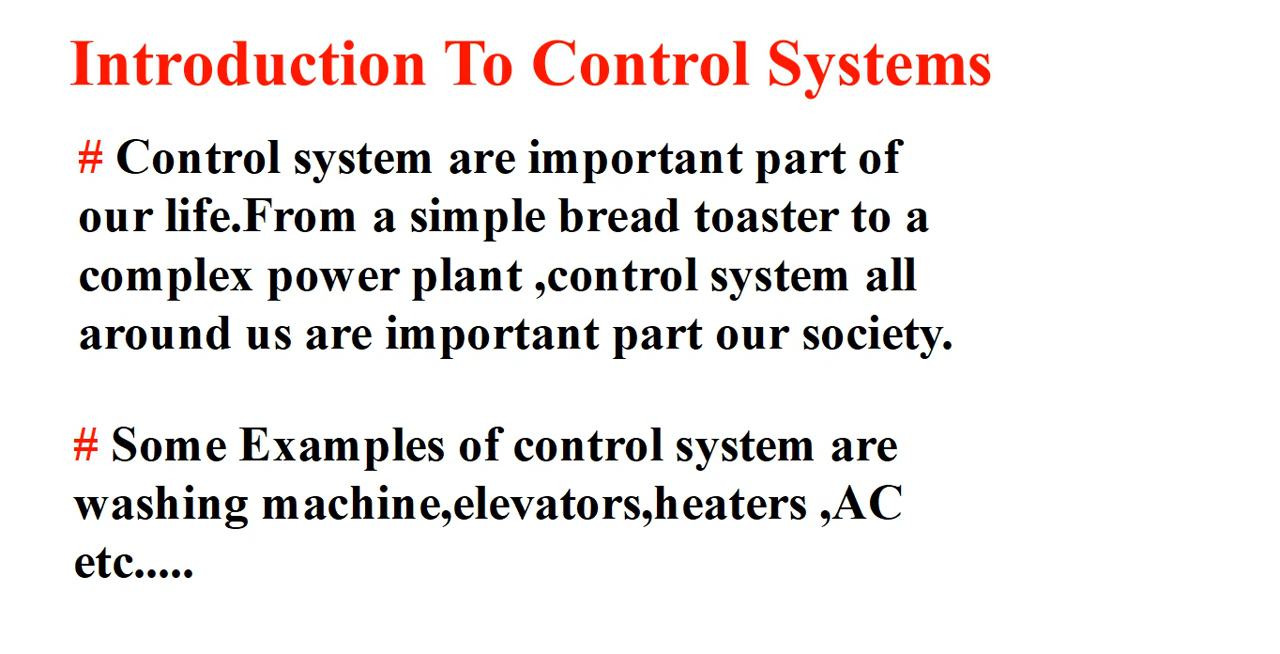 Introduction To Control Systems
# Control system are important part of
our life.From a simple bread toaster to a
complex power plant ,control system all
around us are important part our society.
# Some Examples of control system are
washing machine,elevators,heaters ,AC
etc.....